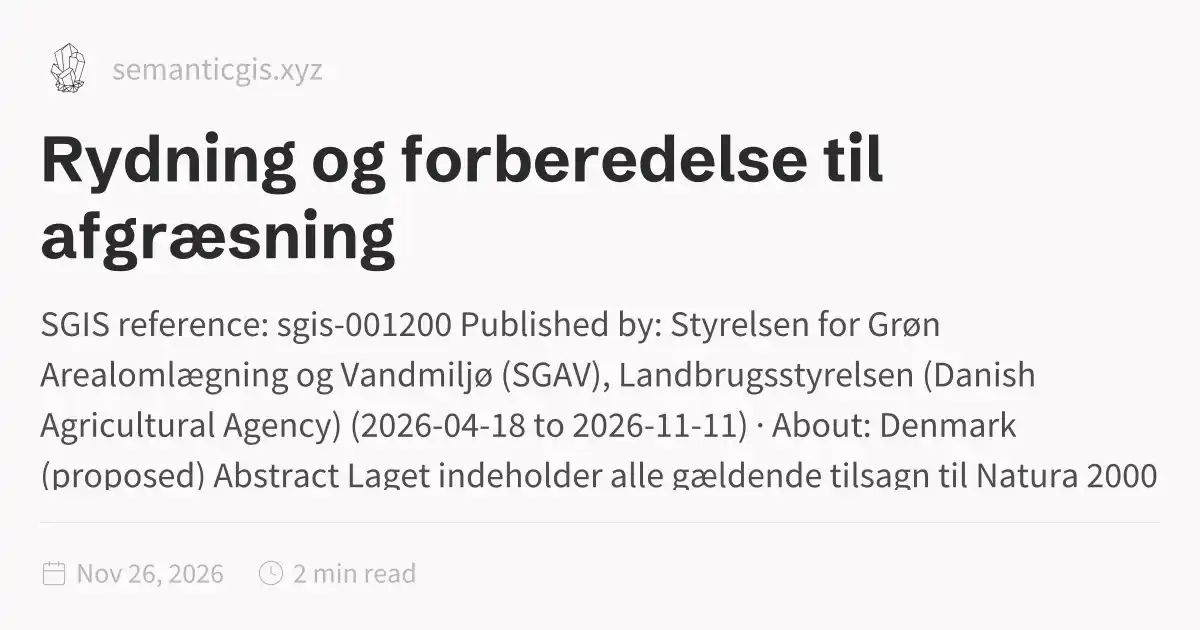 semanticgis.xyz
Rydning og forberedelse til
afgræsning
SGIS reference: sgis-001200 Published by: Styrelsen for Grøn
Arealomlægning og Vandmiljø (SGAV), Landbrugsstyrelsen (Danish
Agricultural Agency) (2026-04-18 to 2026-11-11) · About: Denmark
(proposed) Abstract Laget indeholder alle gældende tilsagn til Natura 2000
Nov 26, 2026 2 min read